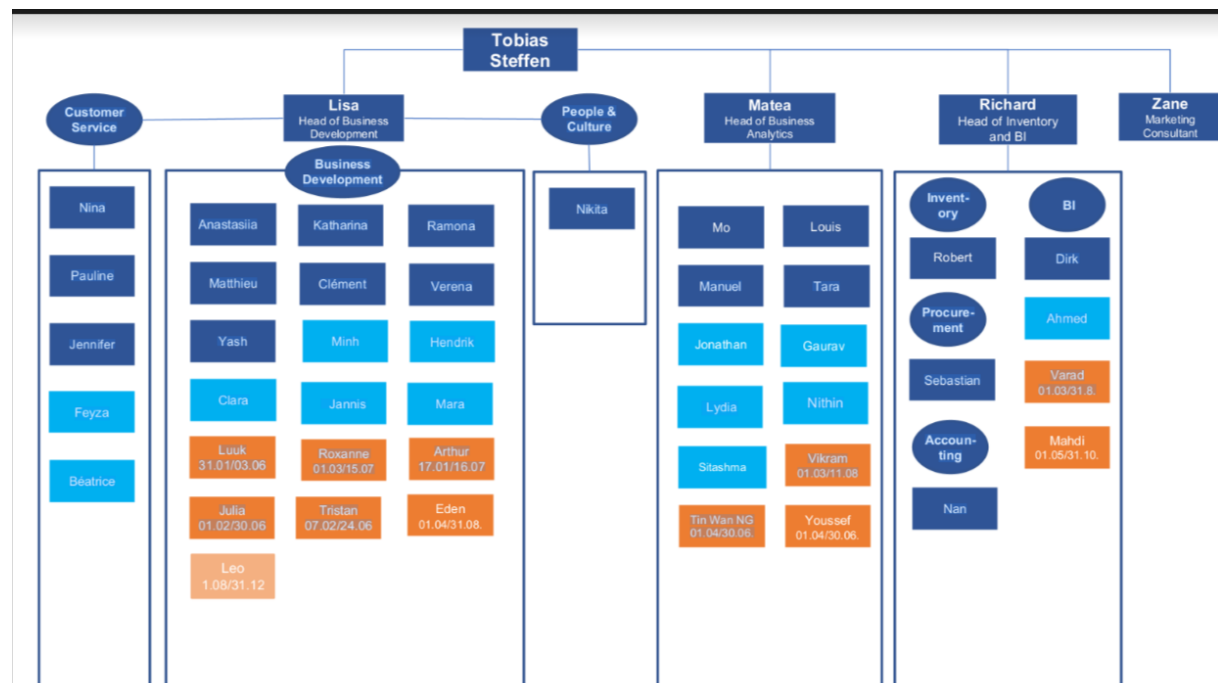 Tobias
Steffen
Customer
Service
Lisa
Head of Business
Development
People &
Culture
Matea
Head of Business
Analytics
Richard
Head of Inventory
and BI
Zane
Marketing
Consultant
Nina
Pauline
Jennifer
Feyza
Béatrice
Business
Development
Anastasiia
Katharina
Ramona
Matthieu
Clément
Verena
Yash
Minh
Hendrik
Clara
Jannis
Mara
Luuk
31.01/03.06
Roxanne
01.03/15.07
Arthur
17.01/16.07
Julia
01.02/30.06
Tristan
07.02/24.06
Eden
01.04/31.08.
Leo
1.08/31.12
Nikita
Mo
Louis
Manuel
Tara
Jonathan
Gaurav
Lydia
Nithin
Sitashma
Vikram
01.03/11.08
Tin Wan NG
01.04/30.06.
Youssef
01.04/30.06.
Invent-
ory
Robert
Procure-
ment
Sebastian
Accoun-
ting
Nan
BI
Dirk
Ahmed
Varad
01.03/31.8.
Mahdi
01.05/31.10.